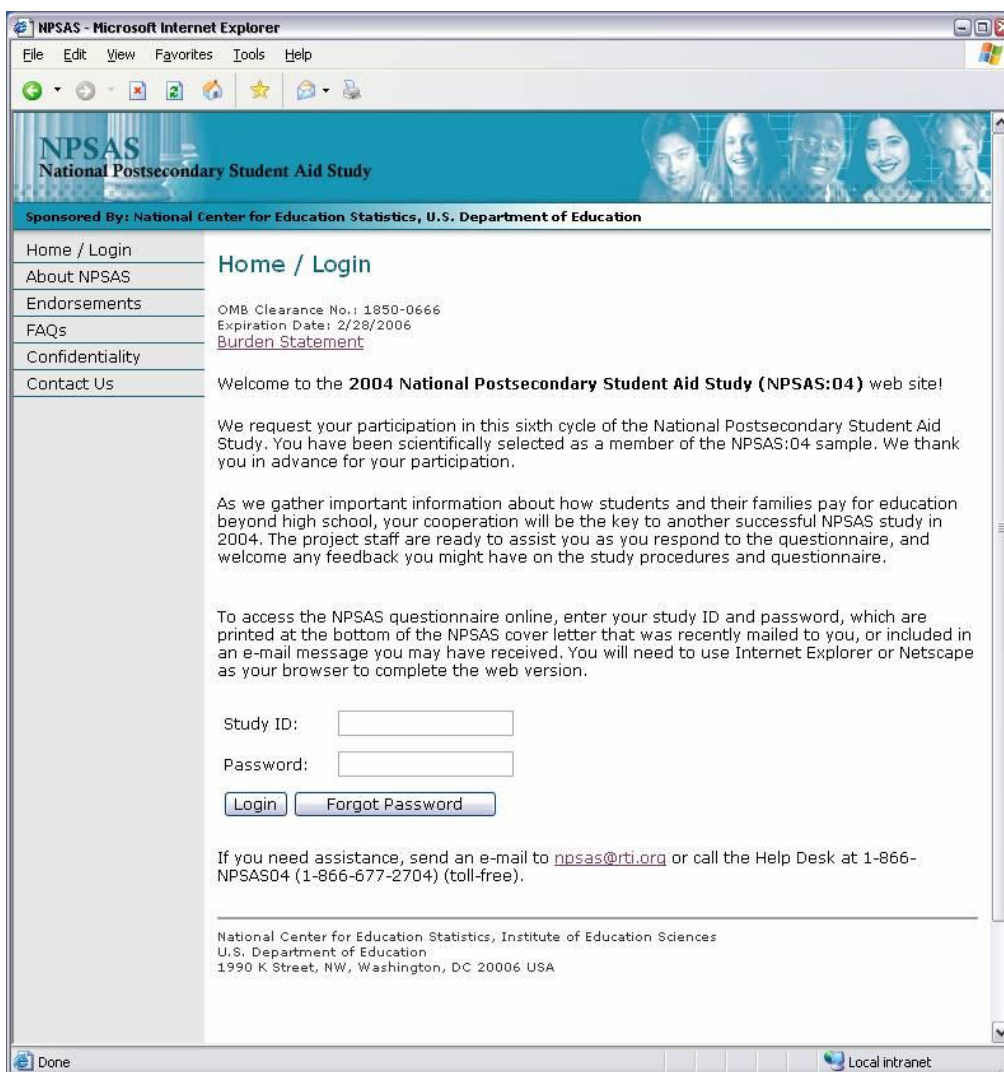 NPSAS - Microsoft Internet Explorer
File Edit View Favorites Tools Help
NPSAS
National Postsecondary Student Aid Study
Sponsored By: National Center for Education Statistics, U.S. Department of Education
Home / Login
About NPSAS
Endorsements
FAQs
Confidentiality
Contact Us
Home / Login
OMB Clearance No.: 1850-0666
Expiration Date: 2/28/2006
Burden Statement
Welcome to the 2004 National Postsecondary Student Aid Study (NPSAS:04) web site!
We request your participation in this sixth cycle of the National Postsecondary Student Aid
Study. You have been scientifically selected as a member of the NPSAS:04 sample. We thank
you in advance for your participation.
As we gather important information about how students and their families pay for education
beyond high school, your cooperation will be the key to another successful NPSAS study in
2004. The project staff are ready to assist you as you respond to the questionnaire, and
welcome any feedback you might have on the study procedures and questionnaire.
To access the NPSAS questionnaire online, enter your study ID and password, which are
printed at the bottom of the NPSAS cover letter that was recently mailed to you, or included in
an e-mail message you may have received. You will need to use Internet Explorer or Netscape
as your browser to complete the web version.
Study ID:
Password:
Login Forgot Password
If you need assistance, send an e-mail to npsas@rti.org or call the Help Desk at 1-866-
NPSAS04 (1-866-677-2704) (toll-free).
National Center for Education Statistics, Institute of Education Sciences
U.S. Department of Education
1990 K Street, NW, Washington, DC 20006 USA
Done Local intranet